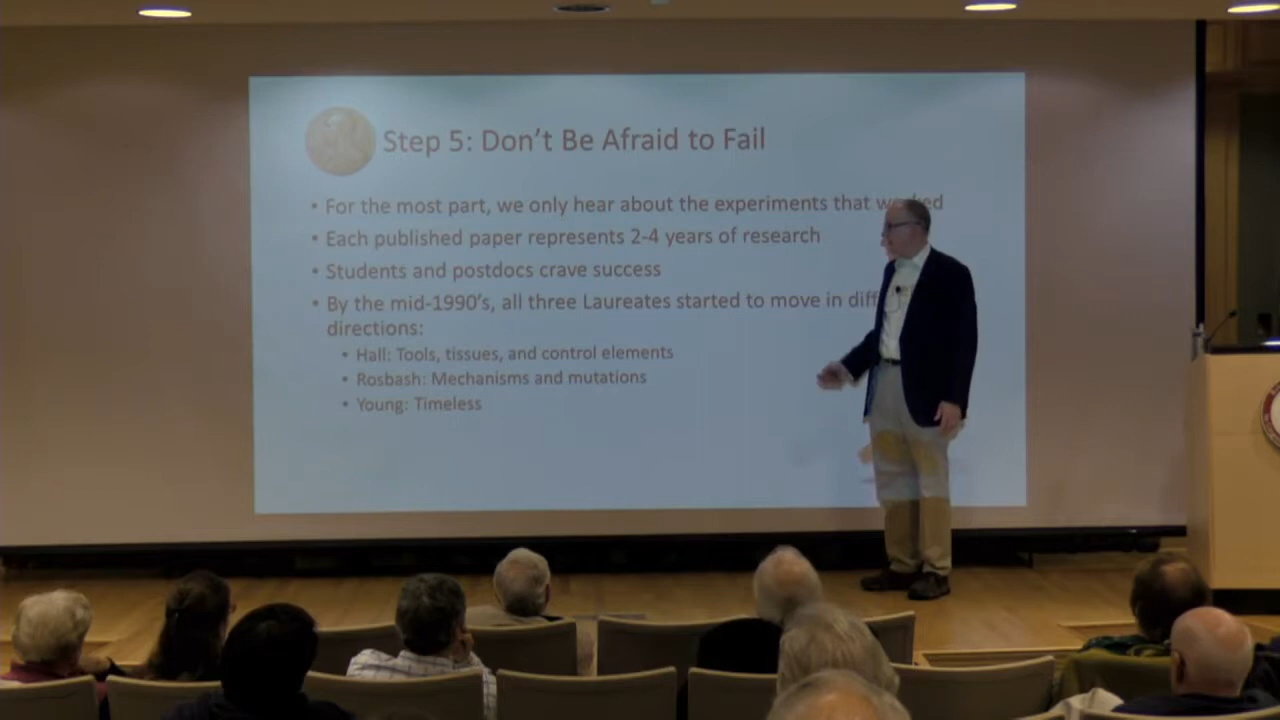 Step 5: Don't Be Afraid to Fail
• For the most part, we only hear about the experiments that worked
• Each published paper represents 2-4 years of research
• Students and postdocs crave success
• By the mid-1990's, all three Laureates started to move in diff
directions:
• Hall: Tools, tissues, and control elements
• Rosbash: Mechanisms and mutations
• Young: Timeless